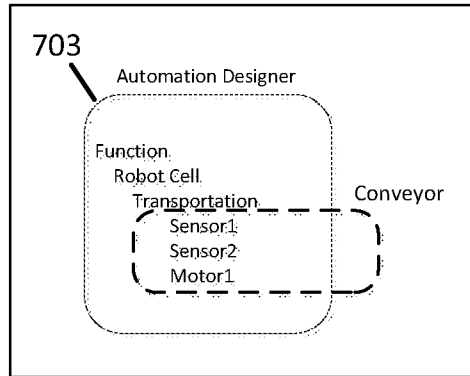 703
Automation Designer
Function
Robot Cell
Transportation
Conveyor
Sensor1
Sensor2
Motor1